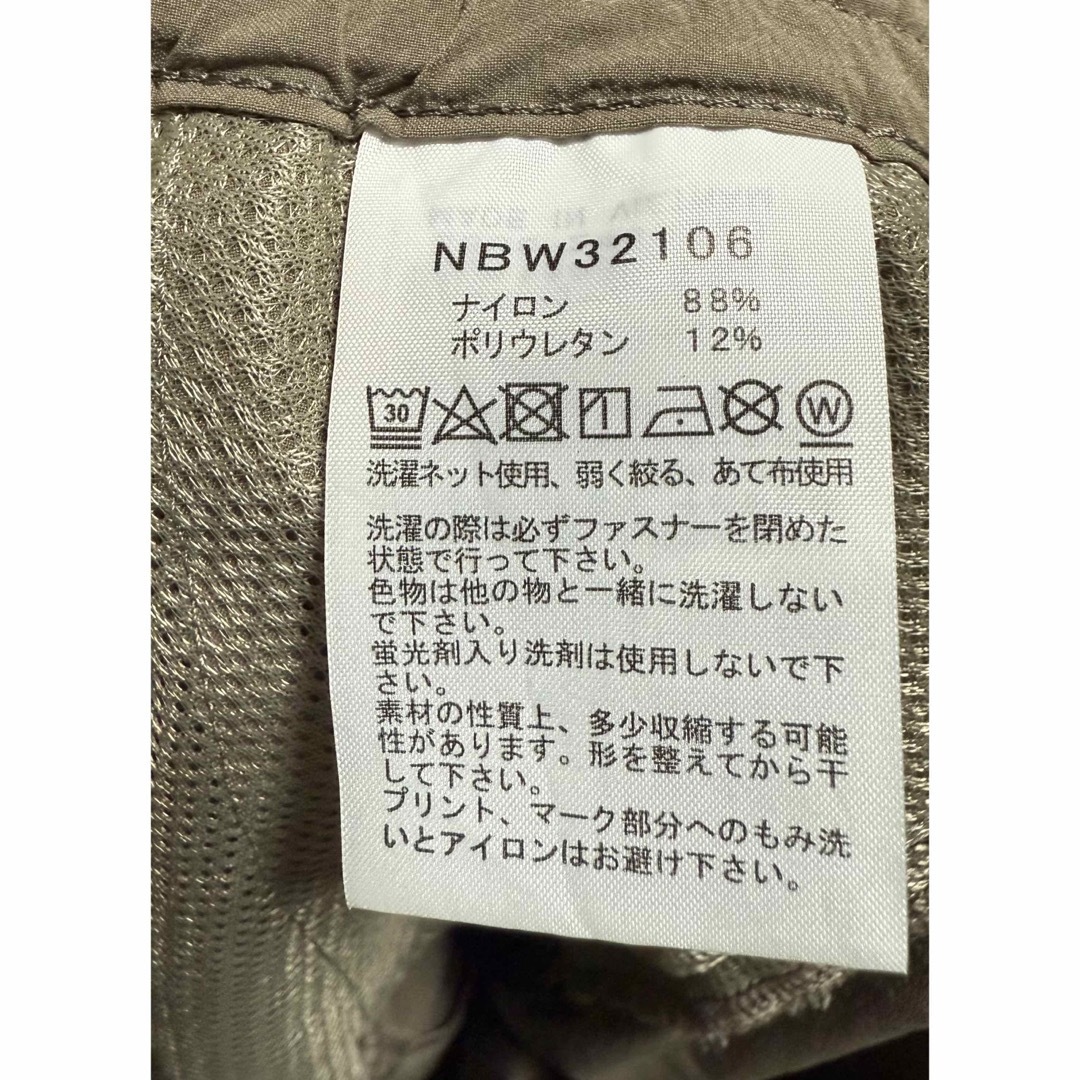 NBW32106
ナイロン 88%
ポリウレタン 12%
30 W
洗濯ネット使用、弱く絞る、あて布使用
洗濯の際は必ずファスナーを閉めた
状態で行って下さい。
色物は他の物と一緒に洗濯しない
で下さい。
蛍光剤入り洗剤は使用しないで下
さい。
素材の性質上、多少収縮する可能
性があります。形を整えてから干
して下さい。
プリント、マーク部分へのもみ洗
いとアイロンはお避け下さい。